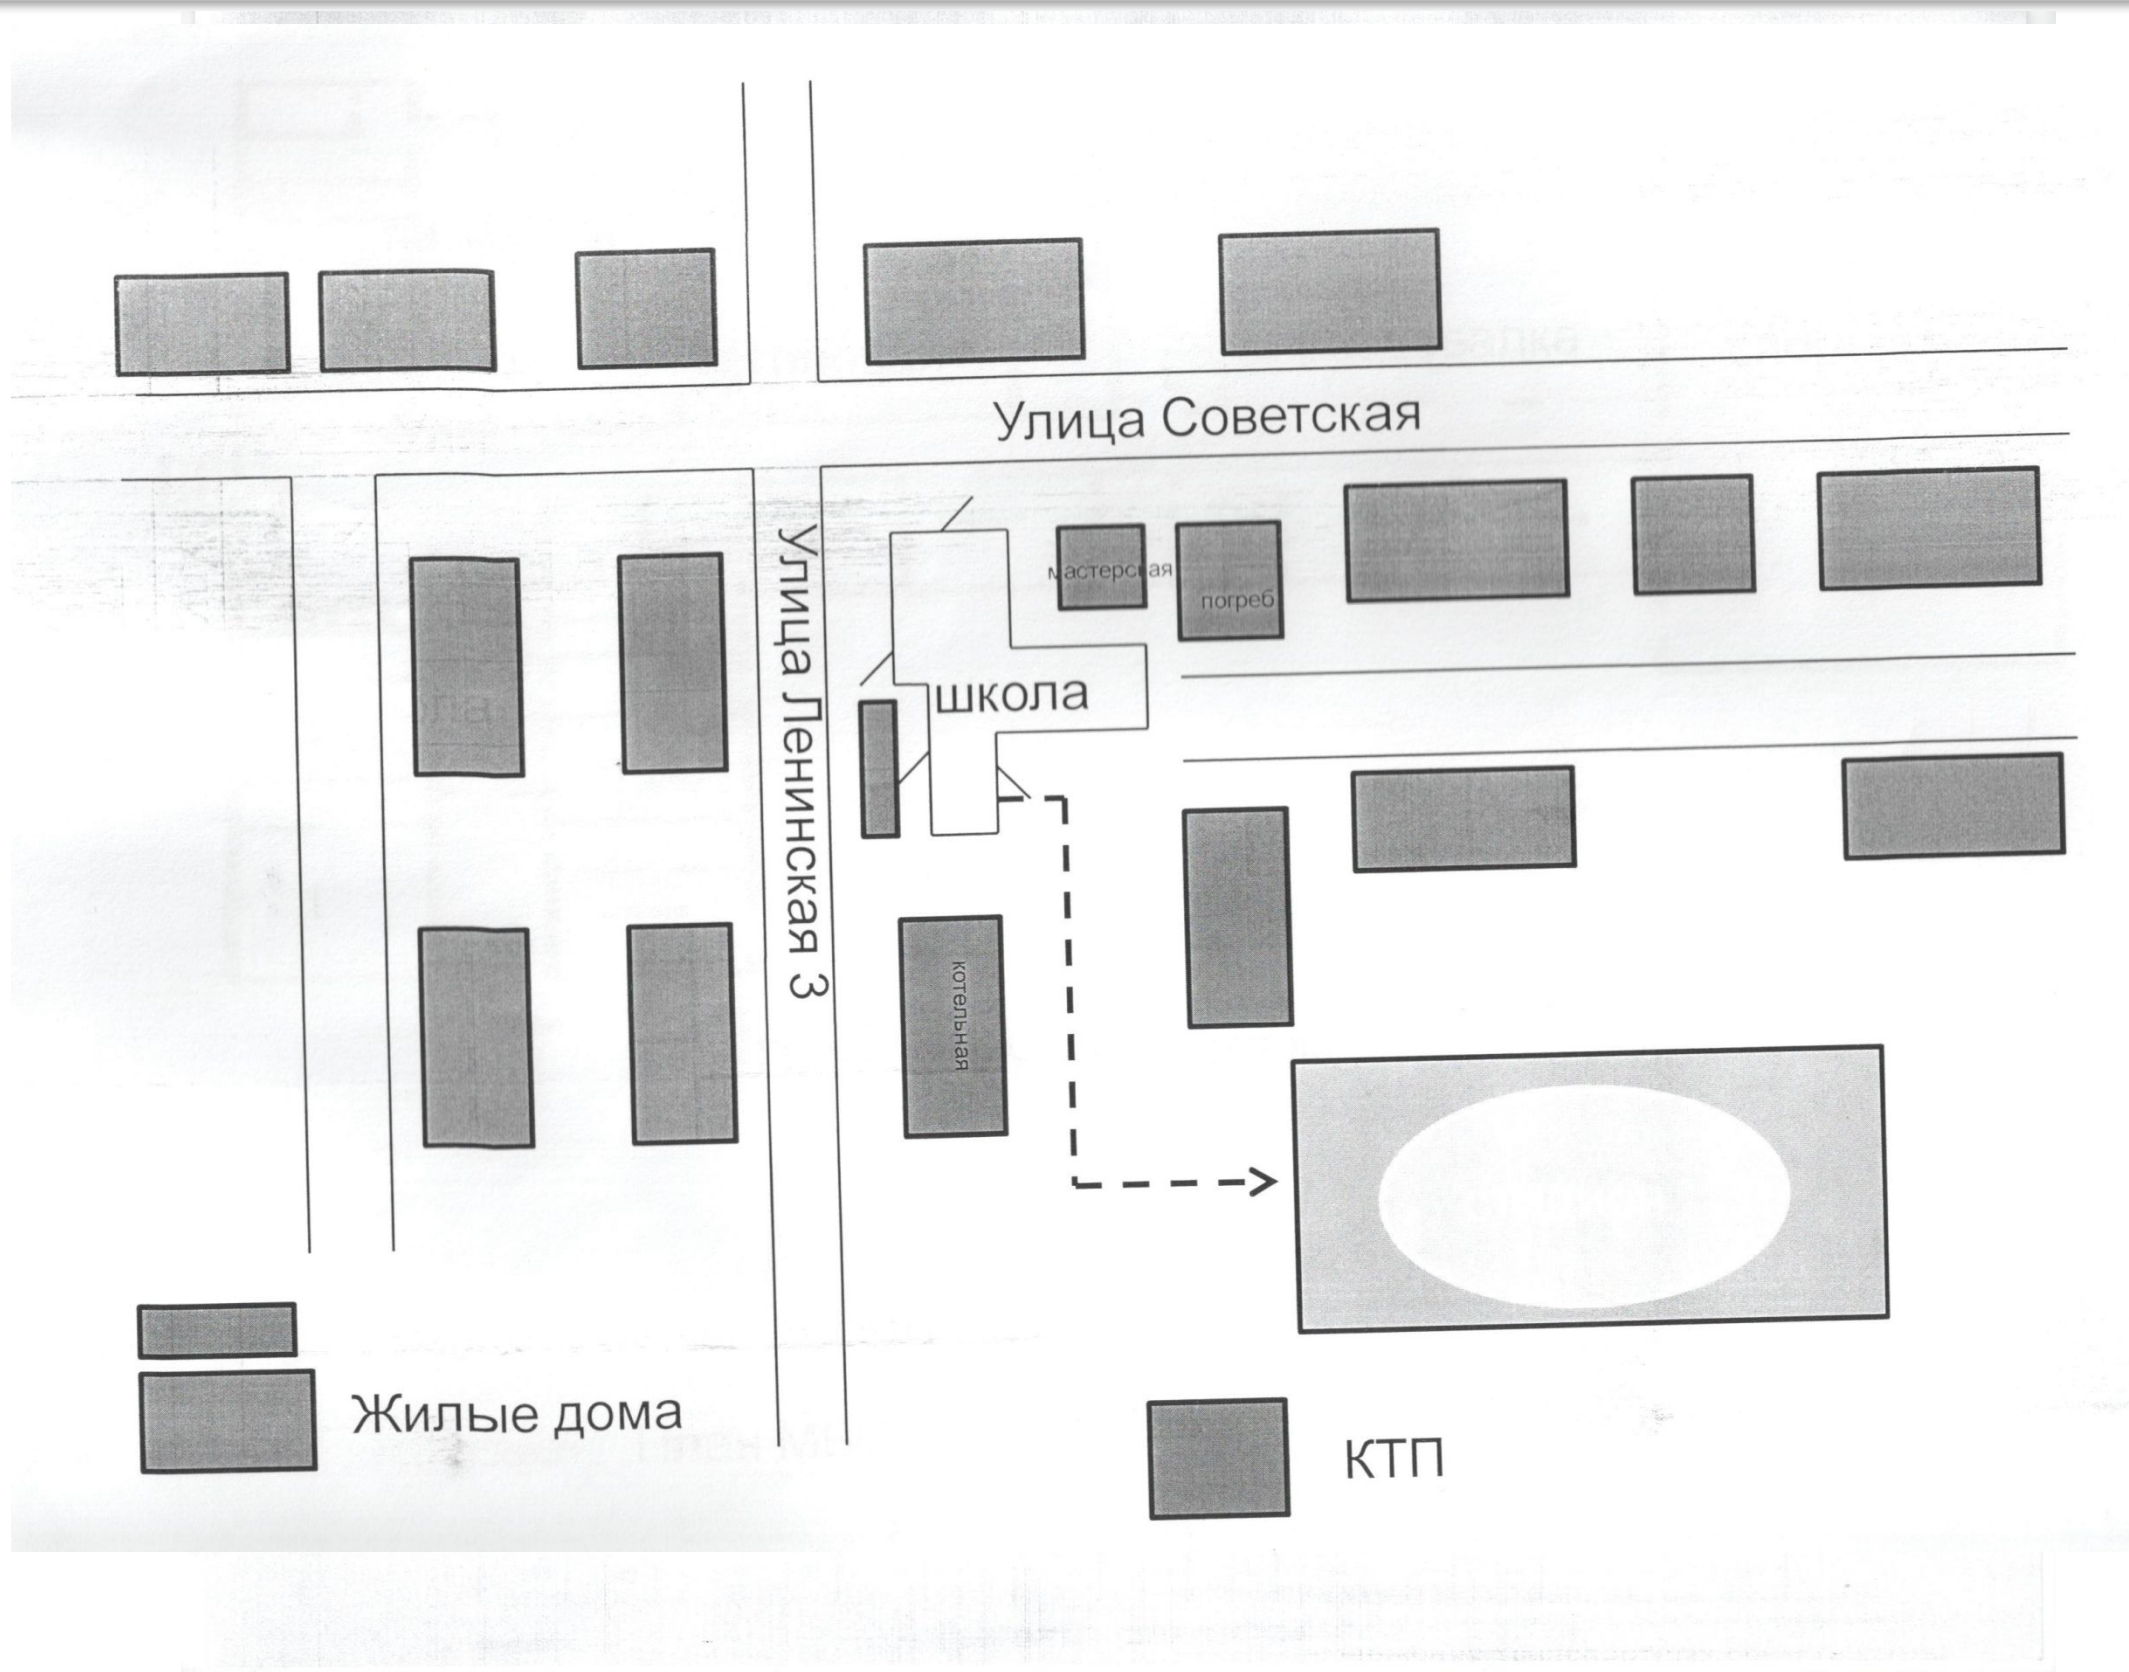 Улица Советская
Улица Ленинская 3
мастерская
погреб
школа
котельная
Жилые дома
КТП